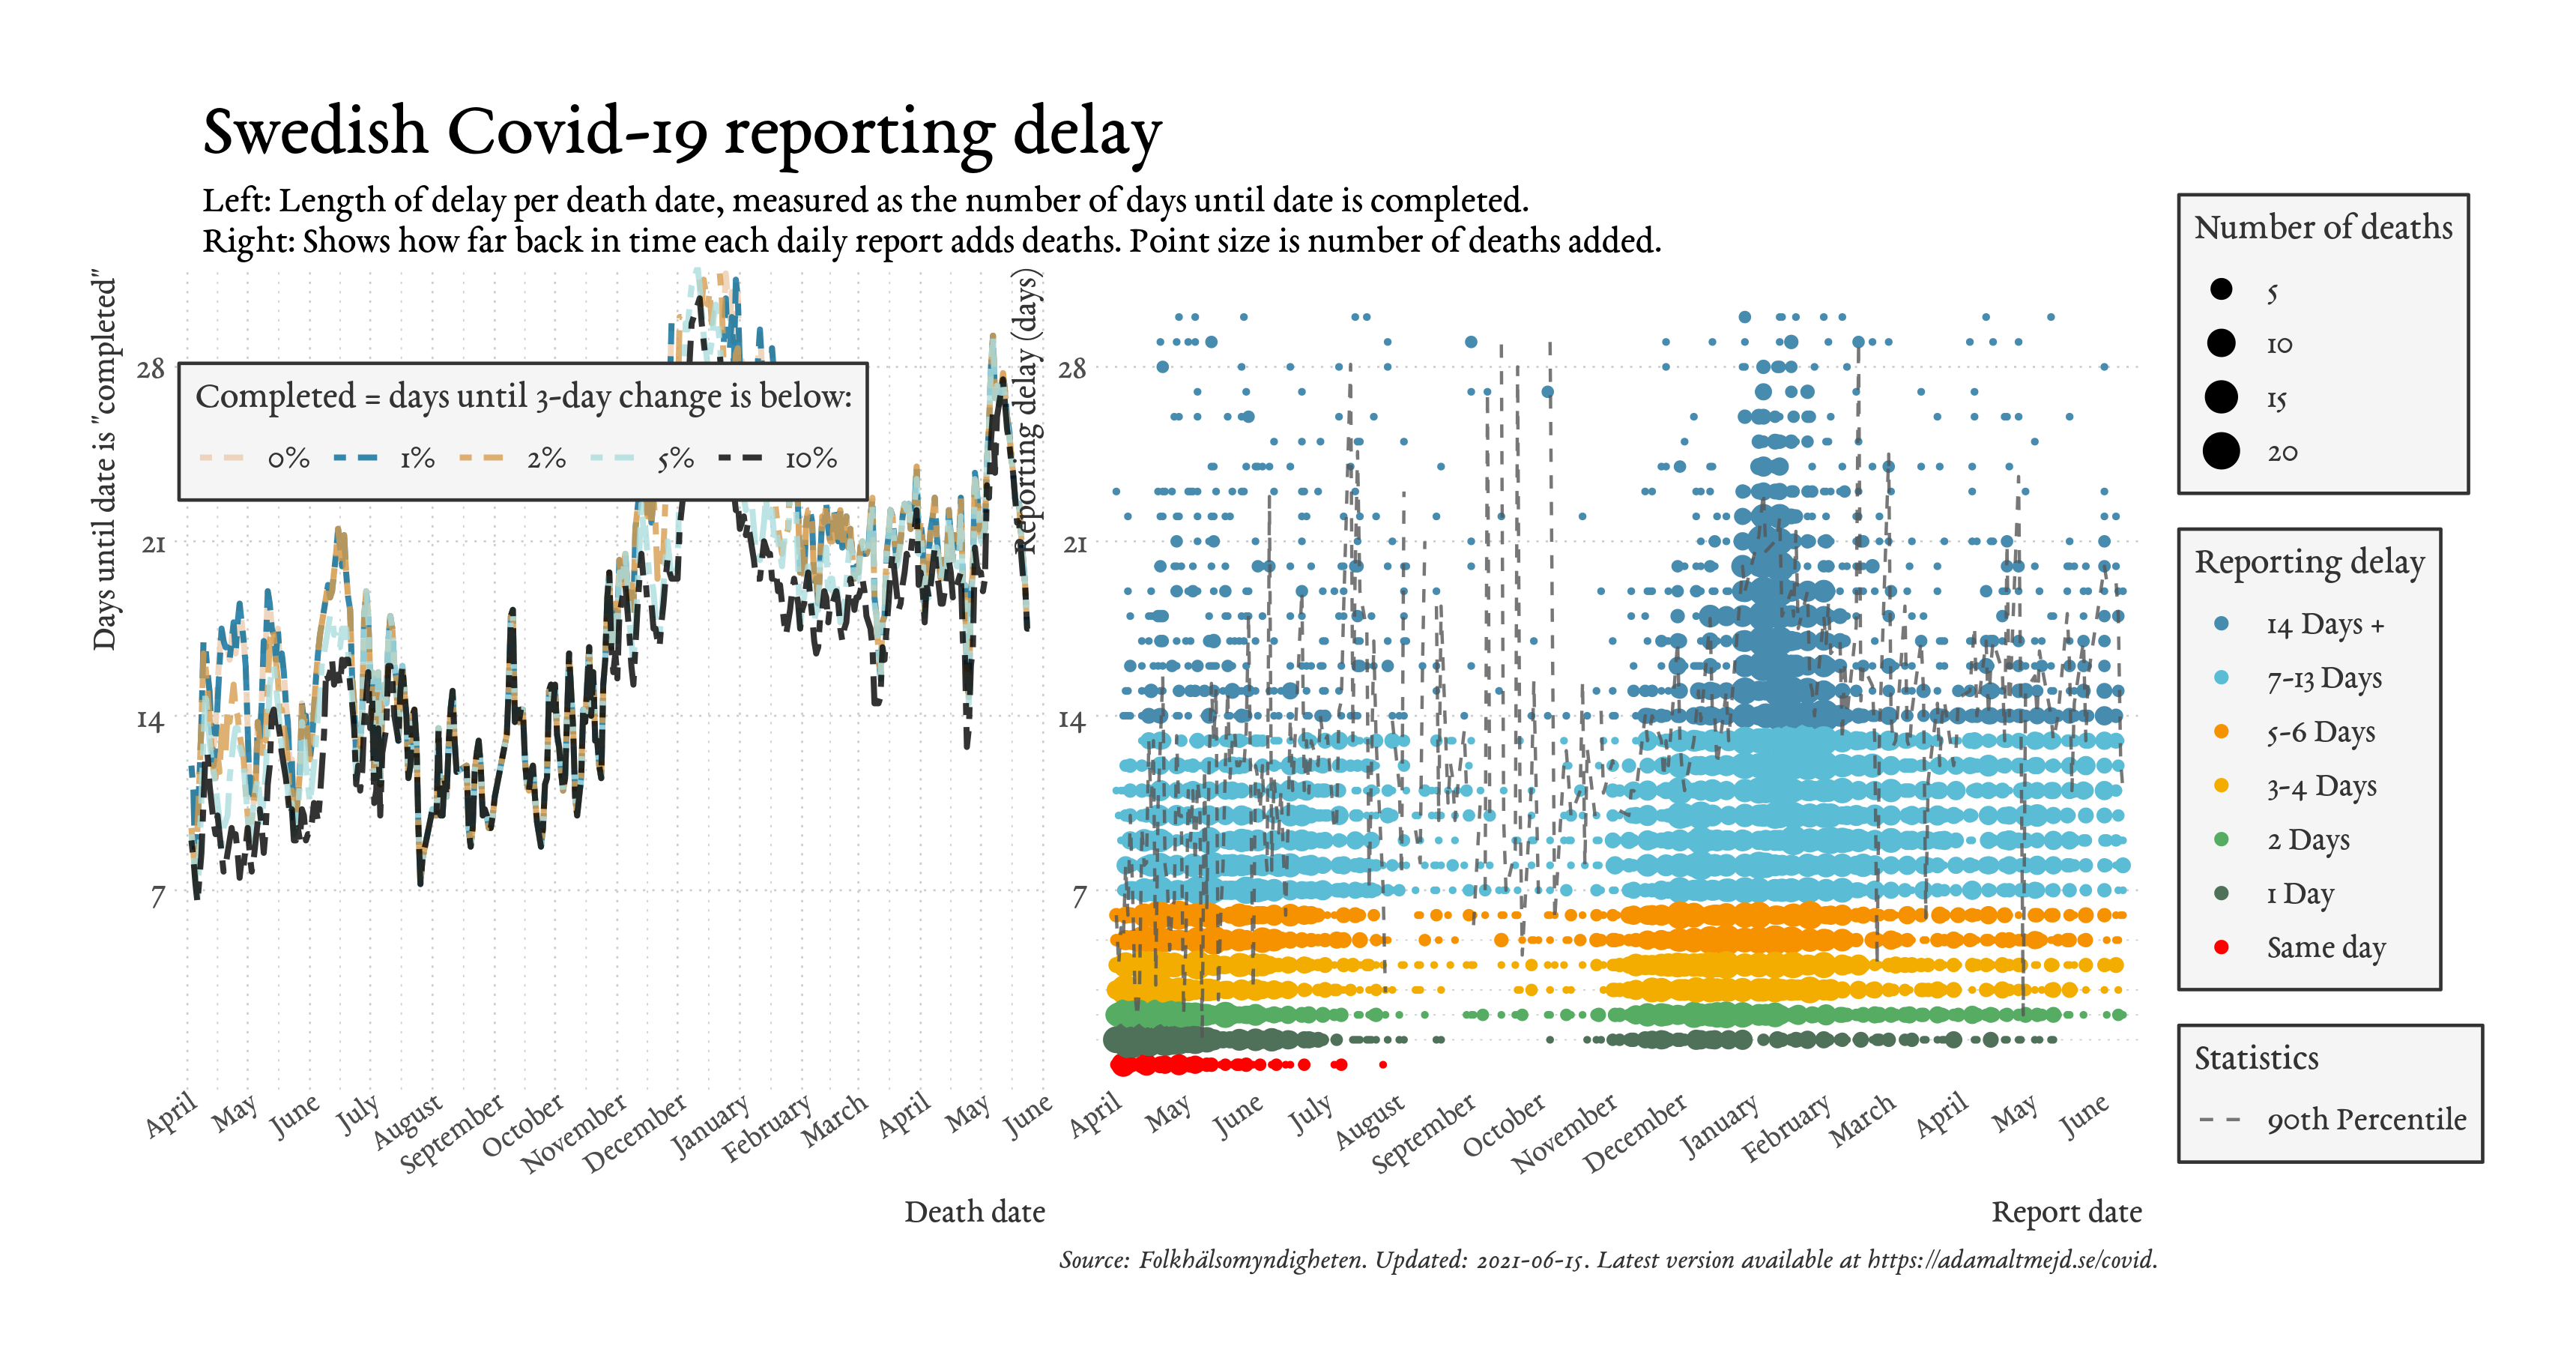 Swedish Covid-19 reporting delay
Left: Length of delay per death date, measured as the number of days until date is completed.
Right: Shows how far back in time each daily report adds deaths. Point size is number of deaths added.
Days until date is "completed"
28
21
14
7
Completed = days until 3-day change is below:
0% 1% 2% 5% 10%
April May June July August September October November December January February March April May June
Death date
Reporting delay (days)
28
21
14
7
April May June July August September October November December January February March April May June
Report date
Number of deaths
5
10
15
20
Reporting delay
14 Days +
7-13 Days
5-6 Days
3-4 Days
2 Days
1 Day
Same day
Statistics
90th Percentile
Source: Folkhälsomyndigheten. Updated: 2021-06-15. Latest version available at https://adamaltmejd.se/covid.